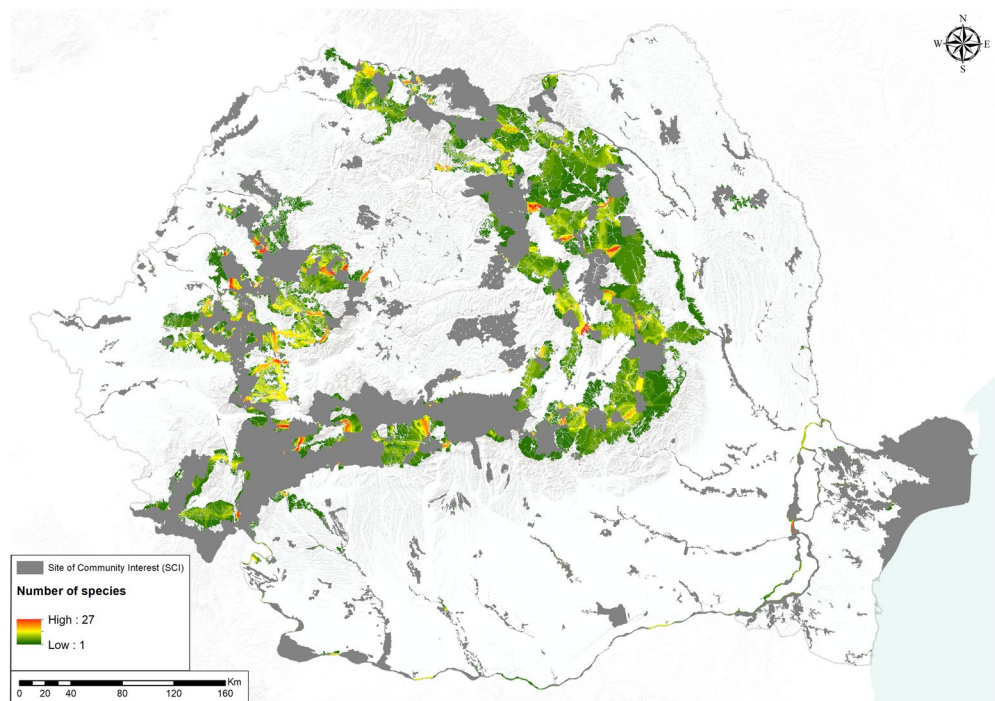 N
W E
S
Site of Community Interest (SCI)
Number of species
High : 27
Low : 1
Km
0 20 40 80 120 160